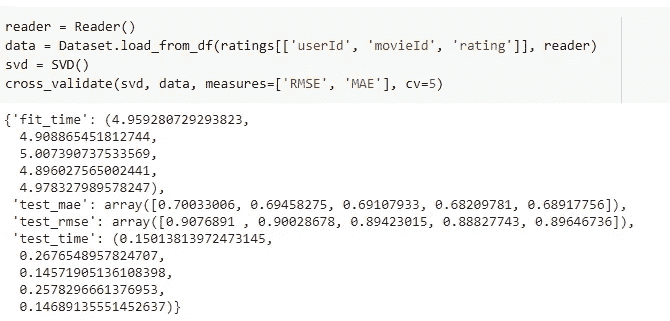 reader = Reader()
data = Dataset.load_from_df(ratings[['userId', 'movieId', 'rating']], reader)
svd = SVD()
cross_validate(svd, data, measures=['RMSE', 'MAE'], cv=5)
{'fit_time': (4.959280729293823,
4.908865451812744,
5.007390737533569,
4.896027565002441,
4.978327989578247),
'test_mae': array([0.70033006, 0.69458275, 0.69107933, 0.68209781, 0.68917756]),
'test_rmse': array([0.9076891 , 0.90028678, 0.89423015, 0.88827743, 0.89646736]),
'test_time': (0.15013813972473145,
0.2676548957824707,
0.14571905136108398,
0.2578296661376953,
0.14689135551452637)}